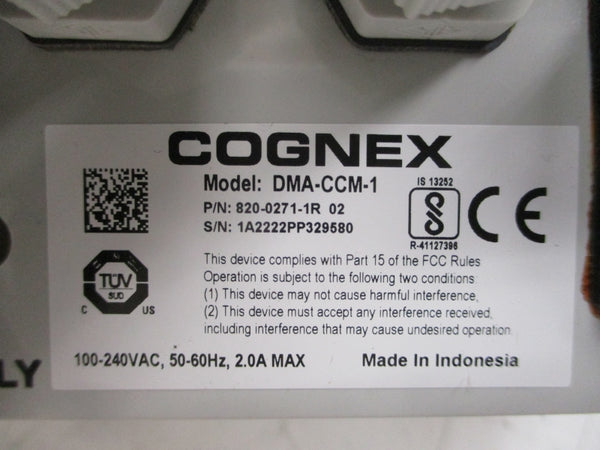 COGNEX
Model: DMA-CCM-1
P/N: 820-0271-1R 02
S/N: 1A2222PP329580
IS 13252
R-41127396
CE
TÜV
SUD
C US
This device complies with Part 15 of the FCC Rules
Operation is subject to the following two conditions:
(1) This device may not cause harmful interference,
(2) This device must accept any interference received,
including interference that may cause undesired operation.
LY
100-240VAC, 50-60Hz, 2.0A MAX
Made In Indonesia